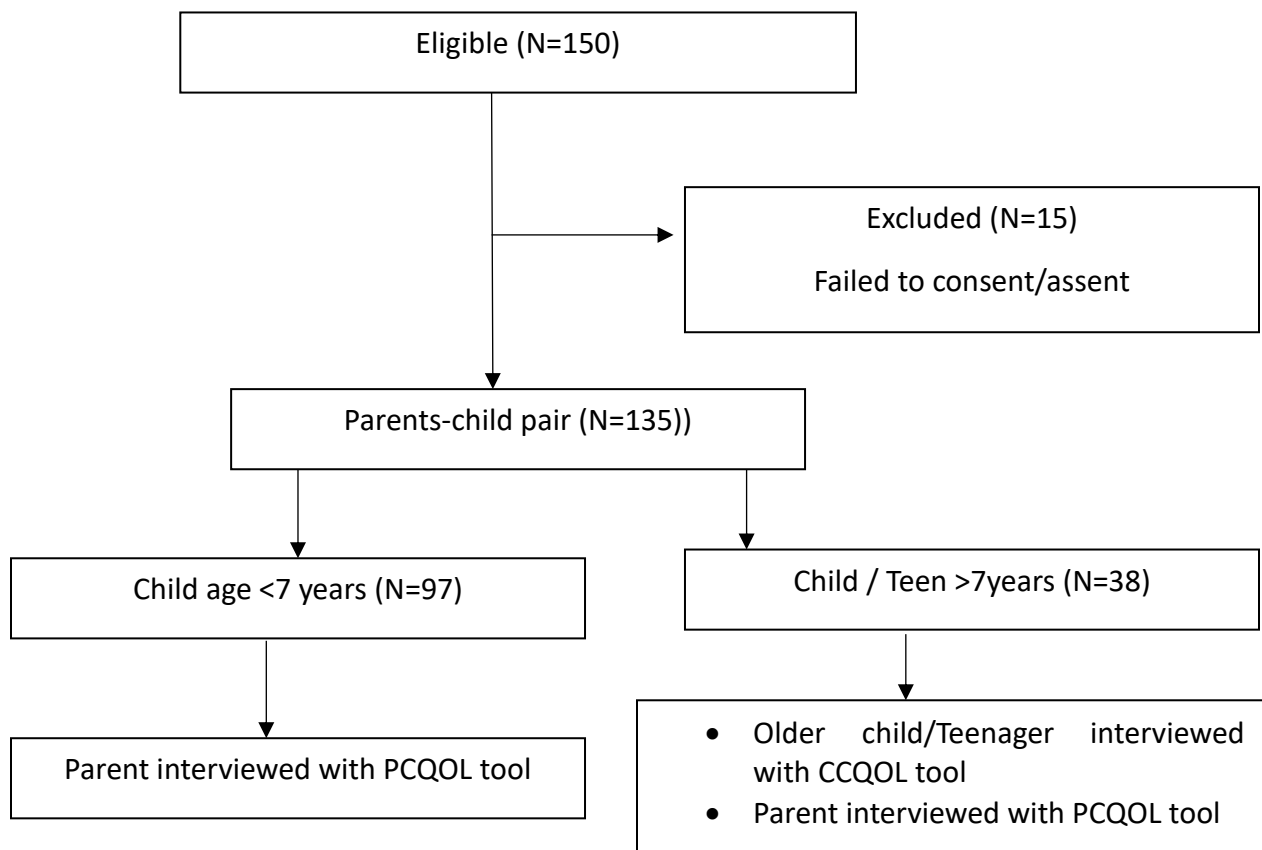 Eligible (N=150)
Excluded (N=15)
Failed to consent/assent
Parents-child pair (N=135))
Child age <7 years (N=97)
Child / Teen >7years (N=38)
Parent interviewed with PCQOL tool
• Older child/Teenager interviewed
with CCQOL tool
• Parent interviewed with PCQOL tool